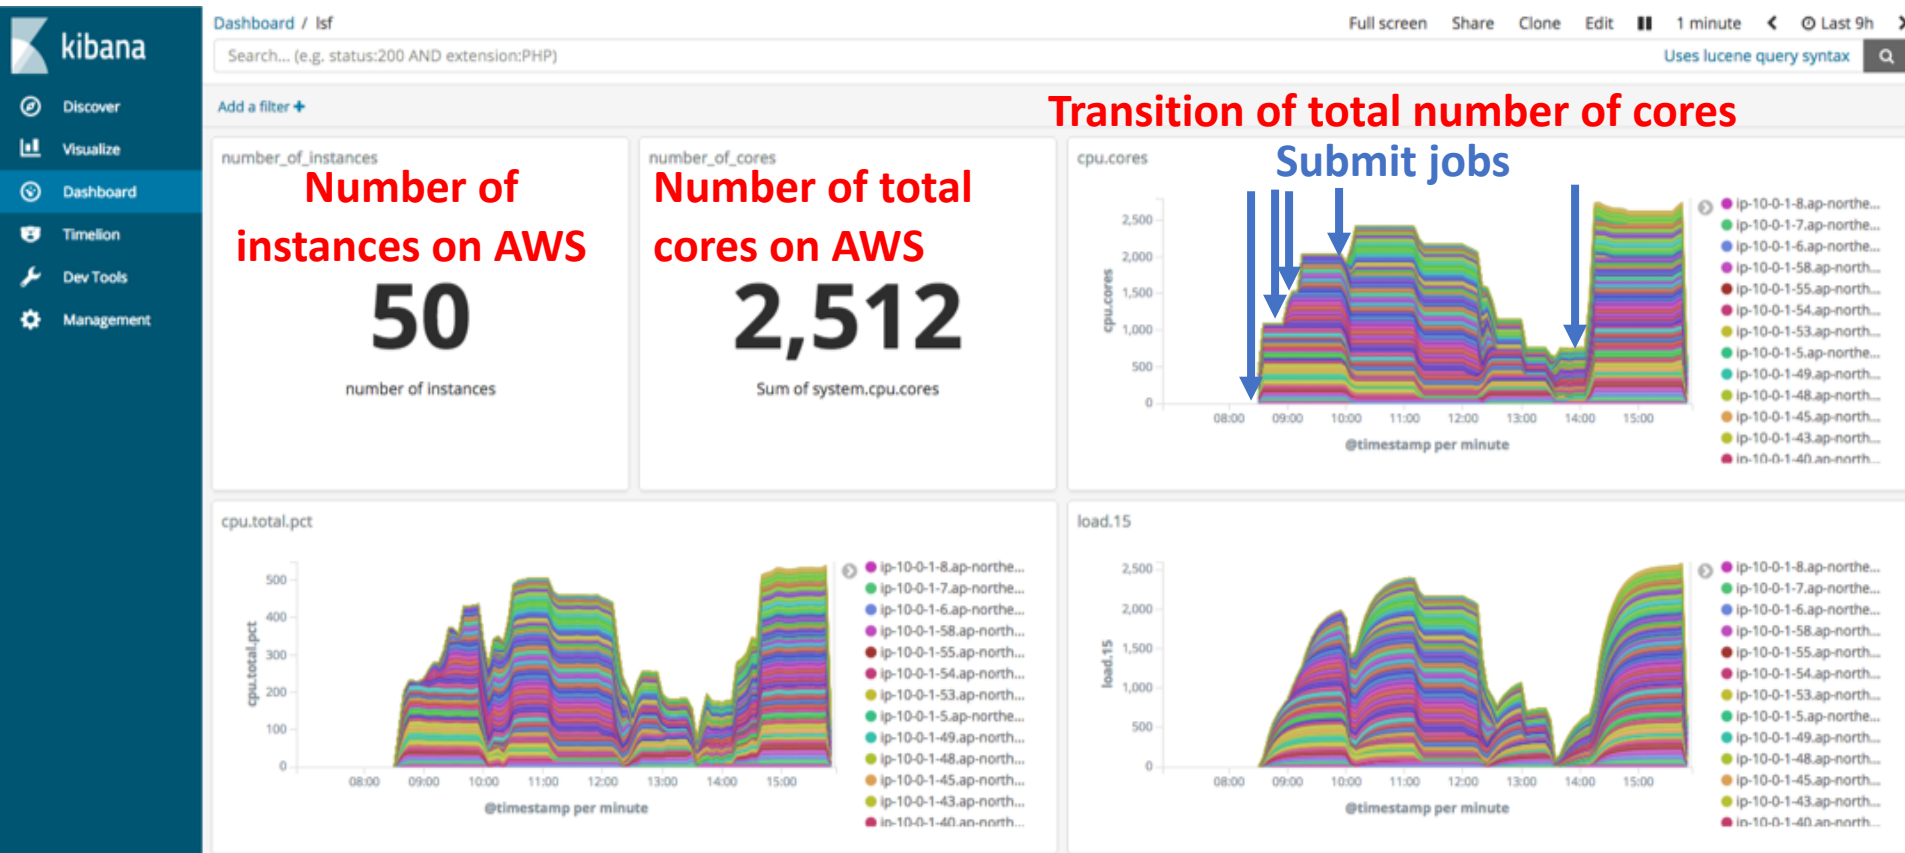 kibana
Discover
Visualize
Dashboard
Timelion
Dev Tools
Management
Dashboard / lsf
Full screen Share Clone Edit 1 minute Last 9h
Search... (e.g. status:200 AND extension:PHP)
Uses lucene query syntax
Add a filter +
Transition of total number of cores
number_of_instances
Number of
instances on AWS
50
number of instances
number_of_cores
Number of total
cores on AWS
2,512
Sum of system.cpu.cores
cpu.cores
Submit jobs
cpu.cores
2,500
2,000
1,500
1,000
500
0
08:00 09:00 10:00 11:00 12:00 13:00 14:00 15:00
@timestamp per minute
ip-10-0-1-8.ap-northe...
ip-10-0-1-7.ap-northe...
ip-10-0-1-6.ap-northe...
ip-10-0-1-58.ap-north...
ip-10-0-1-55.ap-north...
ip-10-0-1-54.ap-north...
ip-10-0-1-53.ap-north...
ip-10-0-1-5.ap-northe...
ip-10-0-1-49.ap-north...
ip-10-0-1-48.ap-north...
ip-10-0-1-45.ap-north...
ip-10-0-1-43.ap-north...
ip-10-0-1-40.ap-north...
cpu.total.pct
cpu.total.pct
500
400
300
200
100
0
08:00 09:00 10:00 11:00 12:00 13:00 14:00 15:00
@timestamp per minute
ip-10-0-1-8.ap-northe...
ip-10-0-1-7.ap-northe...
ip-10-0-1-6.ap-northe...
ip-10-0-1-58.ap-north...
ip-10-0-1-55.ap-north...
ip-10-0-1-54.ap-north...
ip-10-0-1-53.ap-north...
ip-10-0-1-5.ap-northe...
ip-10-0-1-49.ap-north...
ip-10-0-1-48.ap-north...
ip-10-0-1-45.ap-north...
ip-10-0-1-43.ap-north...
ip-10-0-1-40.ap-north...
load.15
load.15
2,500
2,000
1,500
1,000
500
0
08:00 09:00 10:00 11:00 12:00 13:00 14:00 15:00
@timestamp per minute
ip-10-0-1-8.ap-northe...
ip-10-0-1-7.ap-northe...
ip-10-0-1-6.ap-northe...
ip-10-0-1-58.ap-north...
ip-10-0-1-55.ap-north...
ip-10-0-1-54.ap-north...
ip-10-0-1-53.ap-north...
ip-10-0-1-5.ap-northe...
ip-10-0-1-49.ap-north...
ip-10-0-1-48.ap-north...
ip-10-0-1-45.ap-north...
ip-10-0-1-43.ap-north...
ip-10-0-1-40.ap-north...